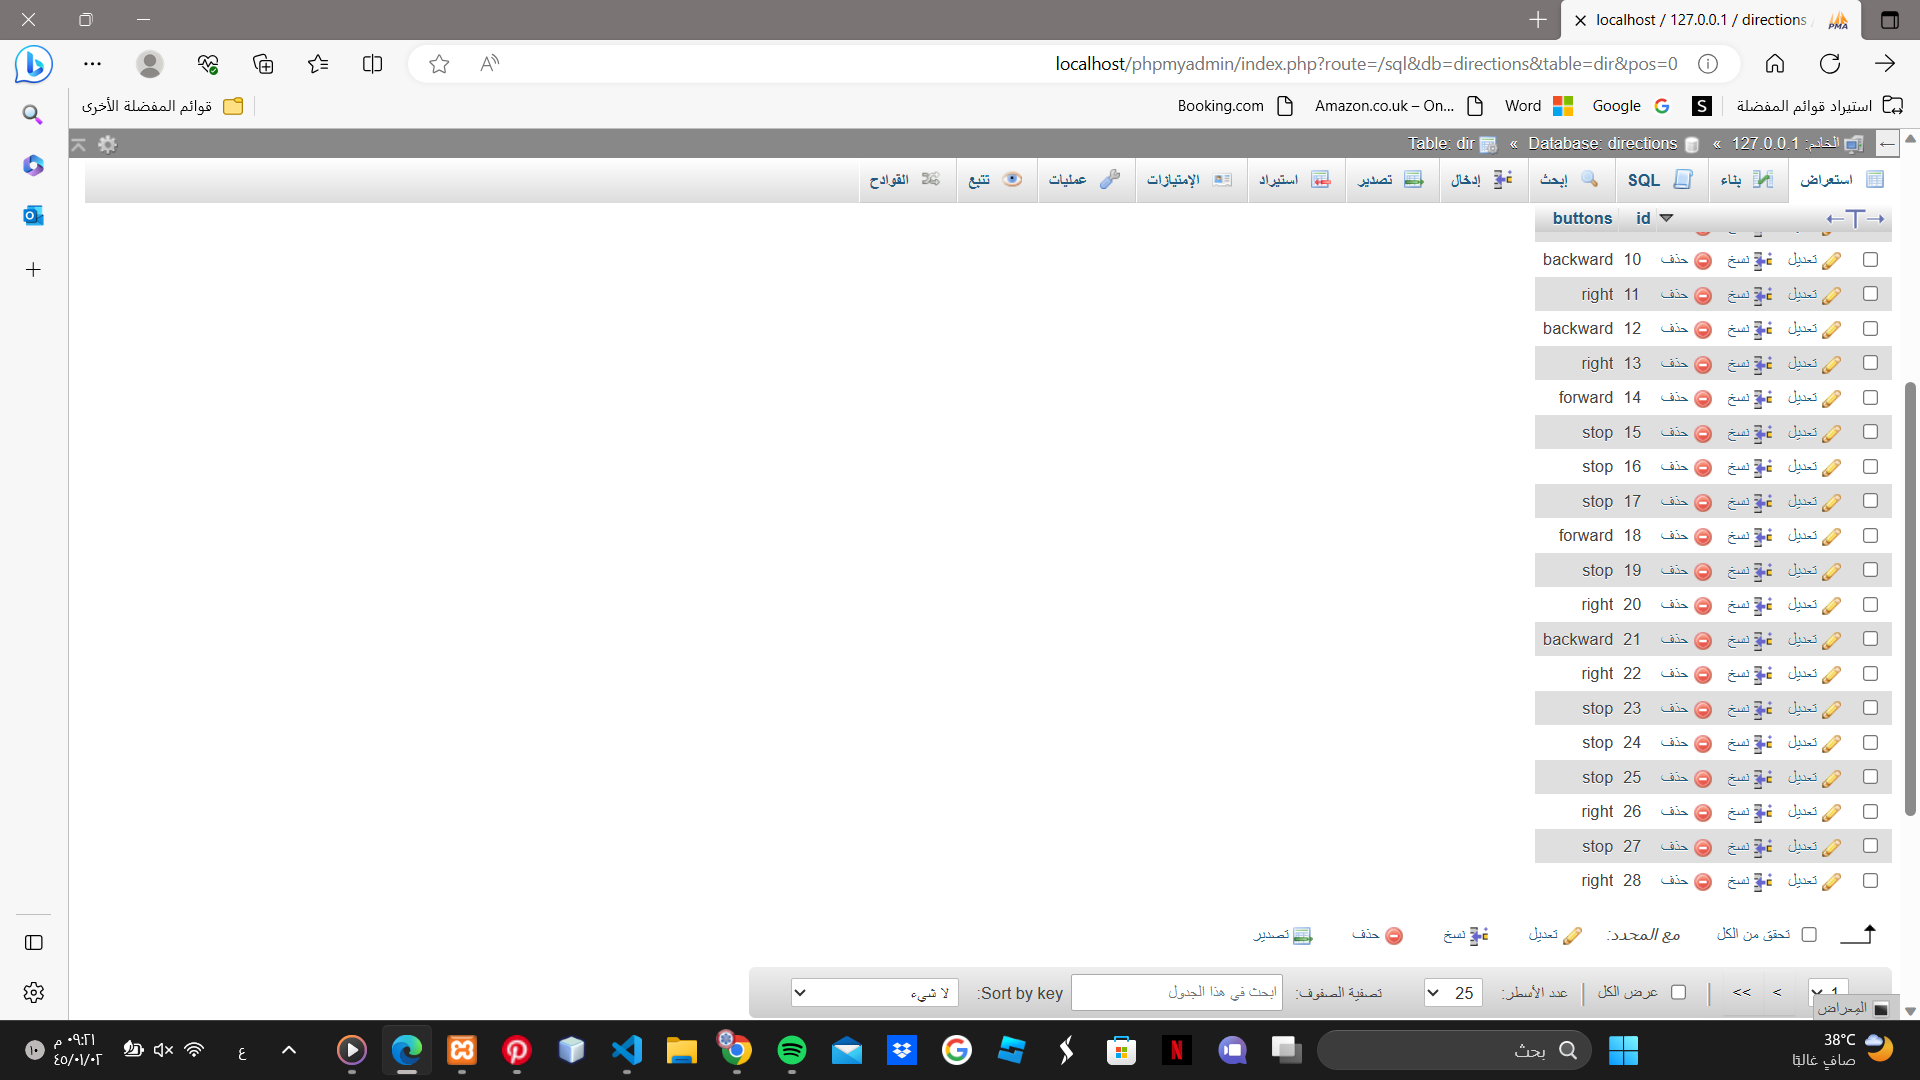 localhost / 127.0.0.1 / directions
localhost/phpmyadmin/index.php?route=/sql&db=directions&table=dir&pos=0
استيراد قوائم المفضلة
Google
Word
Amazon.co.uk – On...
Booking.com
قوائم المفضلة الأخرى
الخادم: 127.0.0.1 » Database: directions » Table: dir
استعراض بناء SQL إبحث إدخال تصدير استيراد الإمتيازات عمليات تتبع القوادح
id buttons
تعديل نسخ حذف 10 backward
تعديل نسخ حذف 11 right
تعديل نسخ حذف 12 backward
تعديل نسخ حذف 13 right
تعديل نسخ حذف 14 forward
تعديل نسخ حذف 15 stop
تعديل نسخ حذف 16 stop
تعديل نسخ حذف 17 stop
تعديل نسخ حذف 18 forward
تعديل نسخ حذف 19 stop
تعديل نسخ حذف 20 right
تعديل نسخ حذف 21 backward
تعديل نسخ حذف 22 right
تعديل نسخ حذف 23 stop
تعديل نسخ حذف 24 stop
تعديل نسخ حذف 25 stop
تعديل نسخ حذف 26 right
تعديل نسخ حذف 27 stop
تعديل نسخ حذف 28 right
تحقق من الكل مع المحدد: تعديل نسخ حذف تصدير
1 > >> | عرض الكل | عدد الأسطر: 25 تصفية الصفوف: ابحث في هذا الجدول Sort by key: لا شيء
المعراض
38°C
صافٍ غالبًا
بحث
ع
٠٩:٢١ م
٤٥/٠١/٠٢
١٠